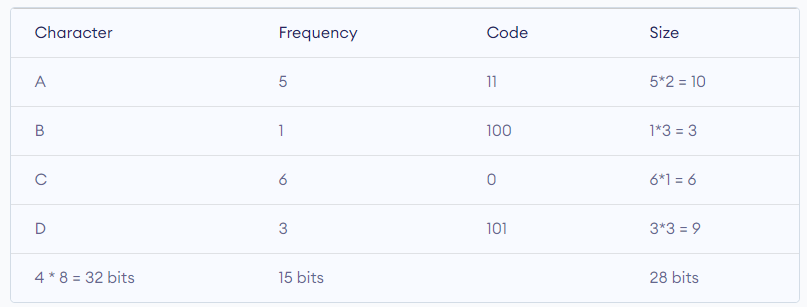 Character Frequency Code Size
A 5 11 5*2 = 10
B 1 100 1*3 = 3
C 6 0 6*1 = 6
D 3 101 3*3 = 9
4 * 8 = 32 bits 15 bits 28 bits